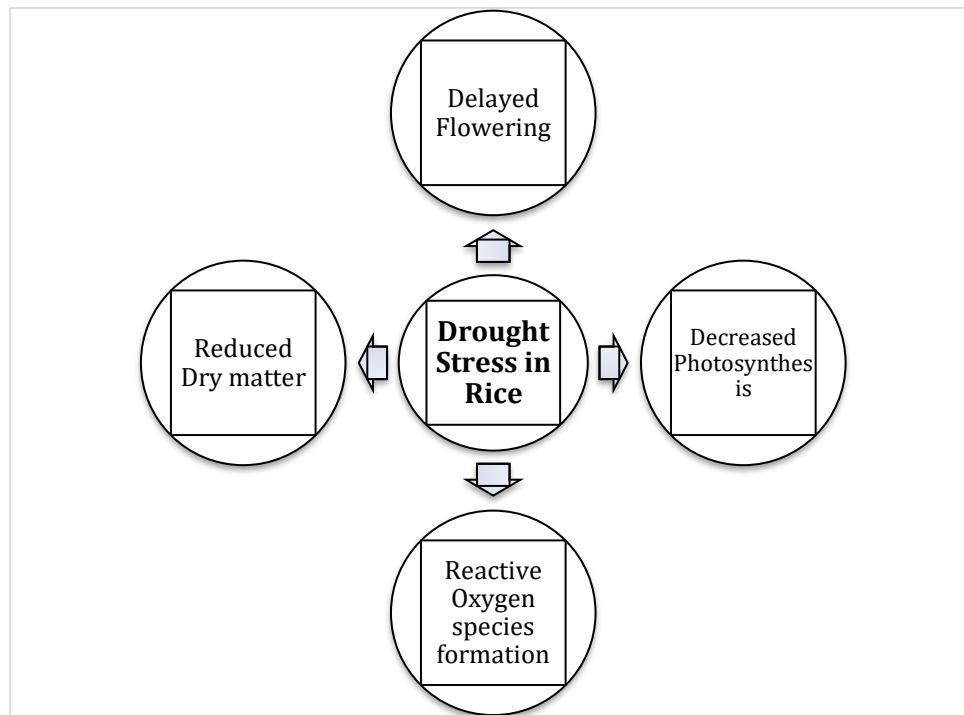 Delayed
Flowering
Reduced
Dry matter
Drought
Stress in
Rice
Decreased
Photosynthes
is
Reactive
Oxygen
species
formation